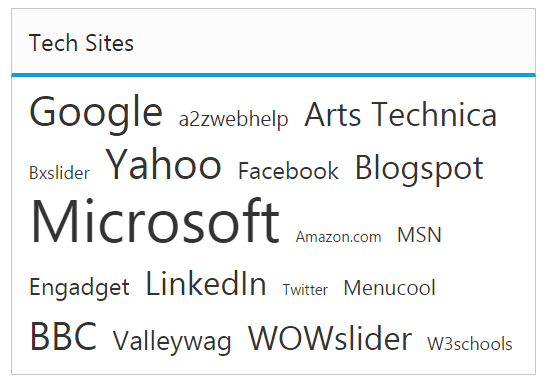 Tech Sites
Google a2zwebhelp Arts Technica
Bxslider Yahoo Facebook Blogspot
Microsoft Amazon.com MSN
Engadget LinkedIn Twitter Menucool
BBC Valleywag WOWslider W3schools